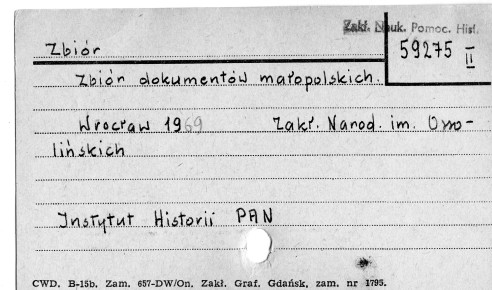 Zakł. Nauk. Pomoc. Hist.
Zbiór
59275 II
Zbiór dokumentów małopolskich.
Wrocław 1969 Zakł. Narod. im. Osso-
lińskich
Instytut Historii PAN
CWD, B-15b, Zam. 657-DW/On, Zakł. Graf. Gdańsk, zam. nr 1795.